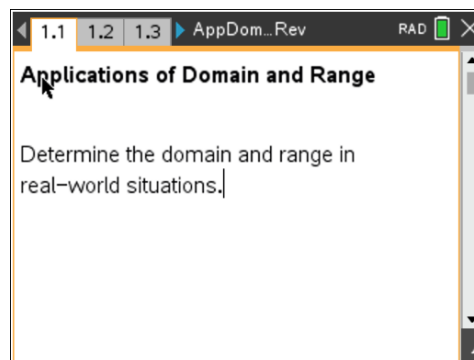 1.1 1.2 1.3 AppDom...Rev RAD
Applications of Domain and Range
Determine the domain and range in
real-world situations.